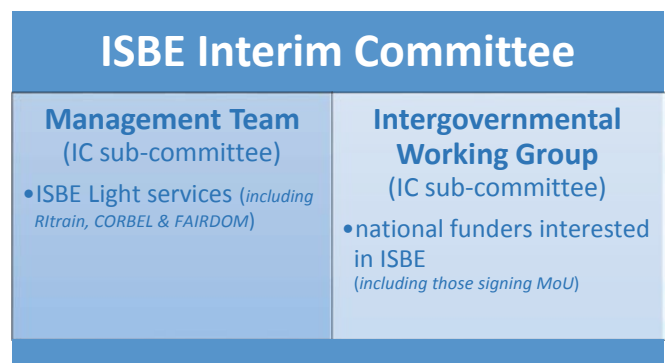 ISBE Interim Committee
Management Team
(IC sub-committee)
•ISBE Light services (including
RItrain, CORBEL & FAIRDOM)
Intergovernmental
Working Group
(IC sub-committee)
•national funders interested
in ISBE
(including those signing MoU)